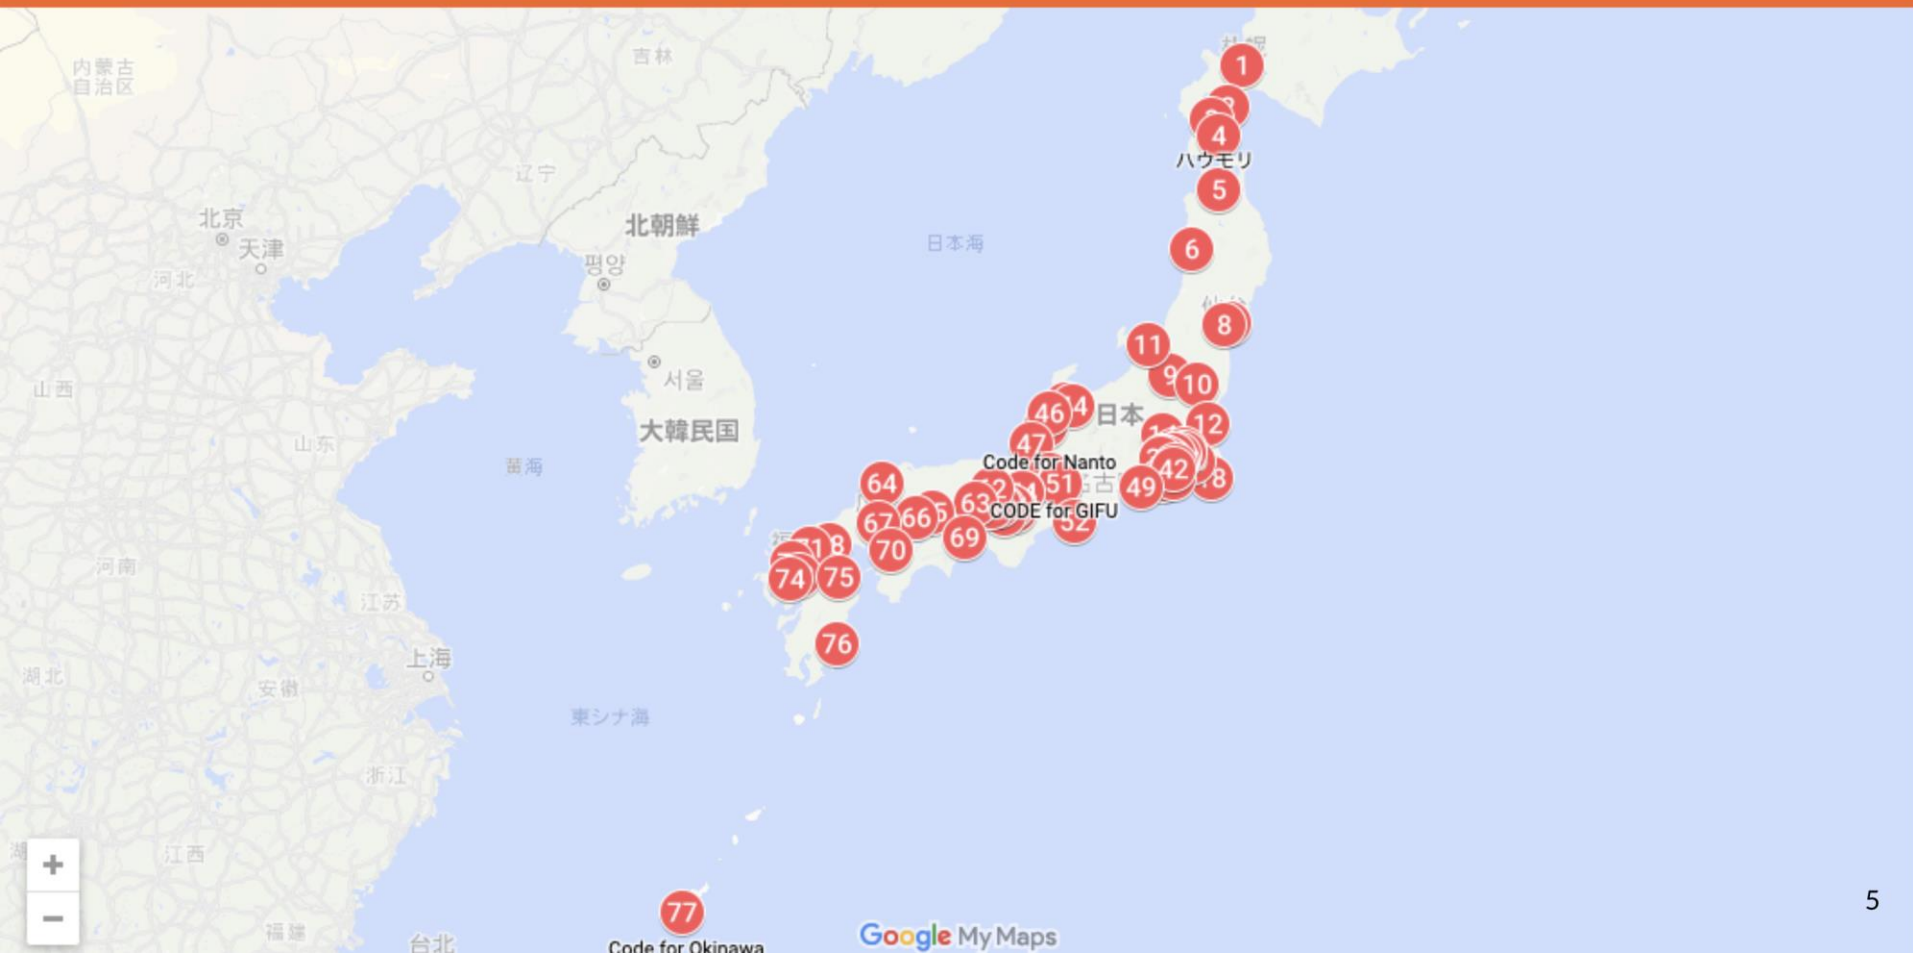 内蒙古
自治区
吉林
1
4
ハウモリ
辽宁
5
北京
北朝鮮
日本海
天津
6
평양
河北
8
11
서울
9
10
山西
46
日本
大韓民国
12
山东
47
黄海
Code for Nanto
42
64
51
49
63
CODE for GIFU
66
67
52
69
70
河南
74
75
江苏
76
上海
湖北
安徽
東シナ海
浙江
江西
+
−
5
77
福建
台北
Google My Maps
Code for Okinawa